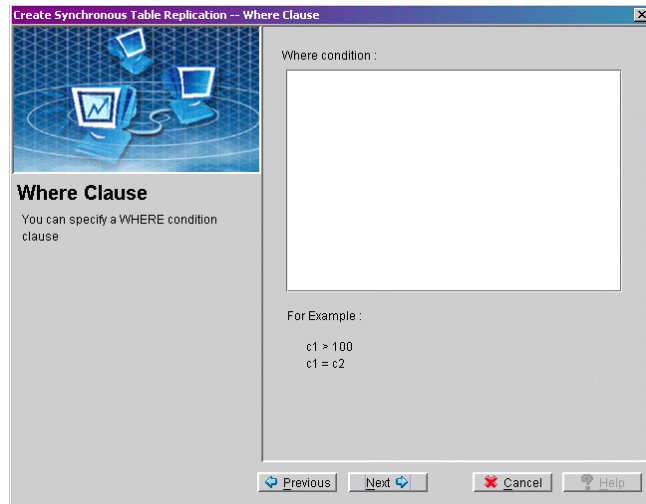 Create Synchronous Table Replication -- Where Clause
Where condition :
Where Clause
You can specify a WHERE condition
clause
For Example :
c1 > 100
c1 = c2
Previous
Next
Cancel
Help